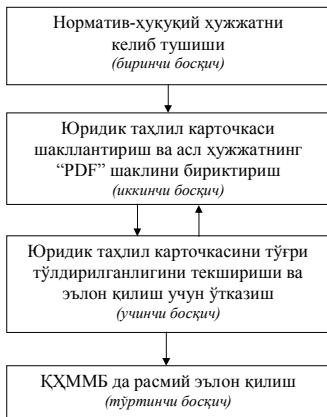 Норматив-ҳуқуқий ҳужжатни
келиб тушиши
(биринчи босқич)
Юридик таҳлил карточкаси
шакллантириш ва асл ҳужжатнинг
“PDF” шаклини бириктириш
(иккинчи босқич)
Юридик таҳлил карточкасини тўғри
тўлдирилганлигини текшириши ва
эълон қилиш учун ўтказиш
(учинчи босқич)
ҚҲММБ да расмий эълон қилиш
(тўртинчи босқич)